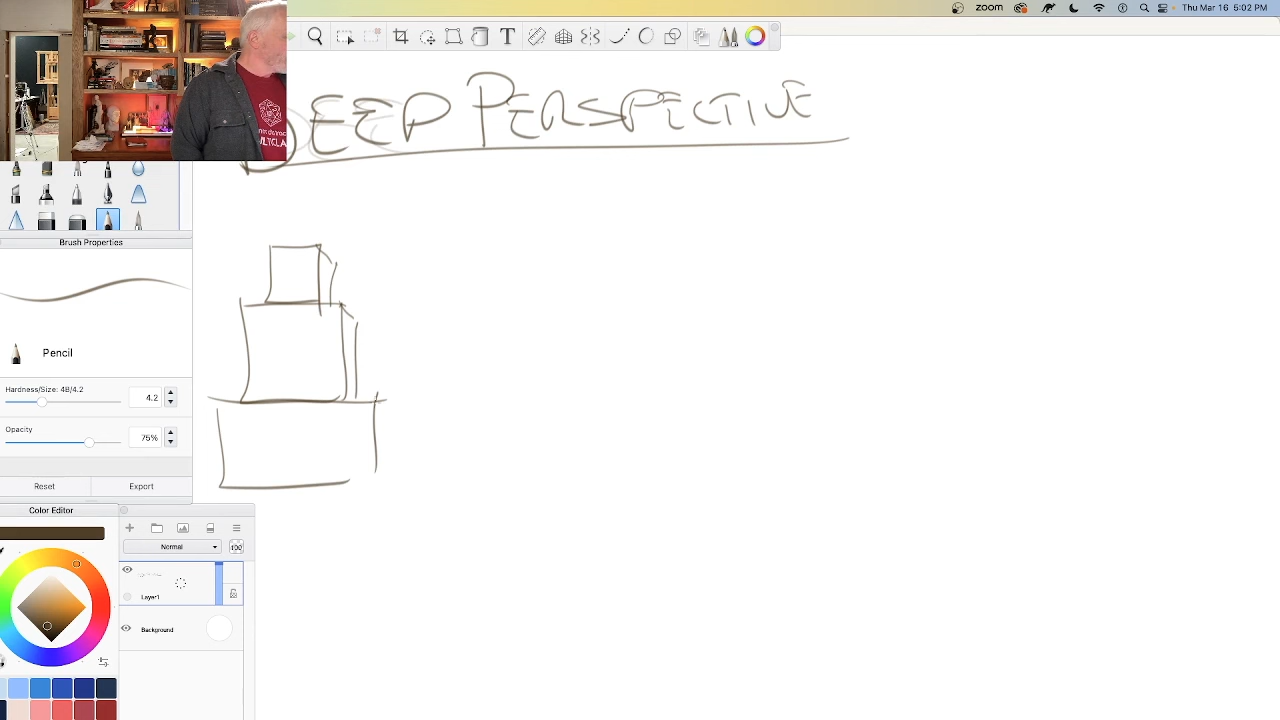 zoom Thu Mar 16 5:02 PM
T
DEEP PERSPECTIVE
Brush Properties
Pencil
Hardness/Size: 4B/4.2
4.2
Opacity
75%
Reset Export
Color Editor
Normal 100
Layer1
Background